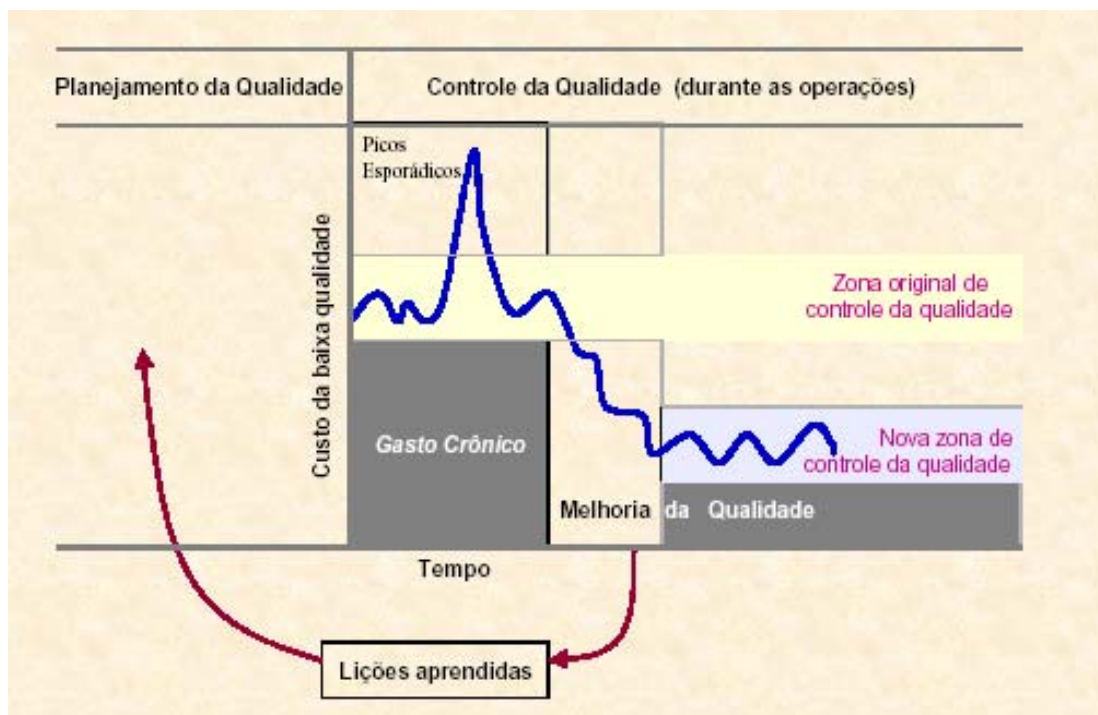 Planejamento da Qualidade
Controle da Qualidade (durante as operações)
Picos
Esporádicos
Custo da baixa qualidade
Zona original de
controle da qualidade
Gasto Crônico
Nova zona de
controle da qualidade
Melhoria da Qualidade
Tempo
Lições aprendidas